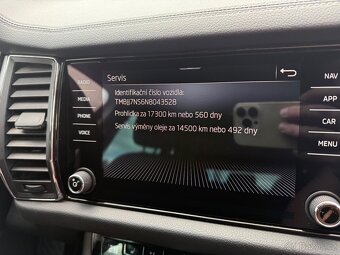 Servis
Identifikační číslo vozidla:
TMBJJ7NS6N8043528
Prohlídka za 17300 km nebo 560 dny
Servis výměny oleje za 14500 km nebo 492 dny
RADIO
MEDIA
PHONE
VOICE
NAV
APP
CAR
MENU